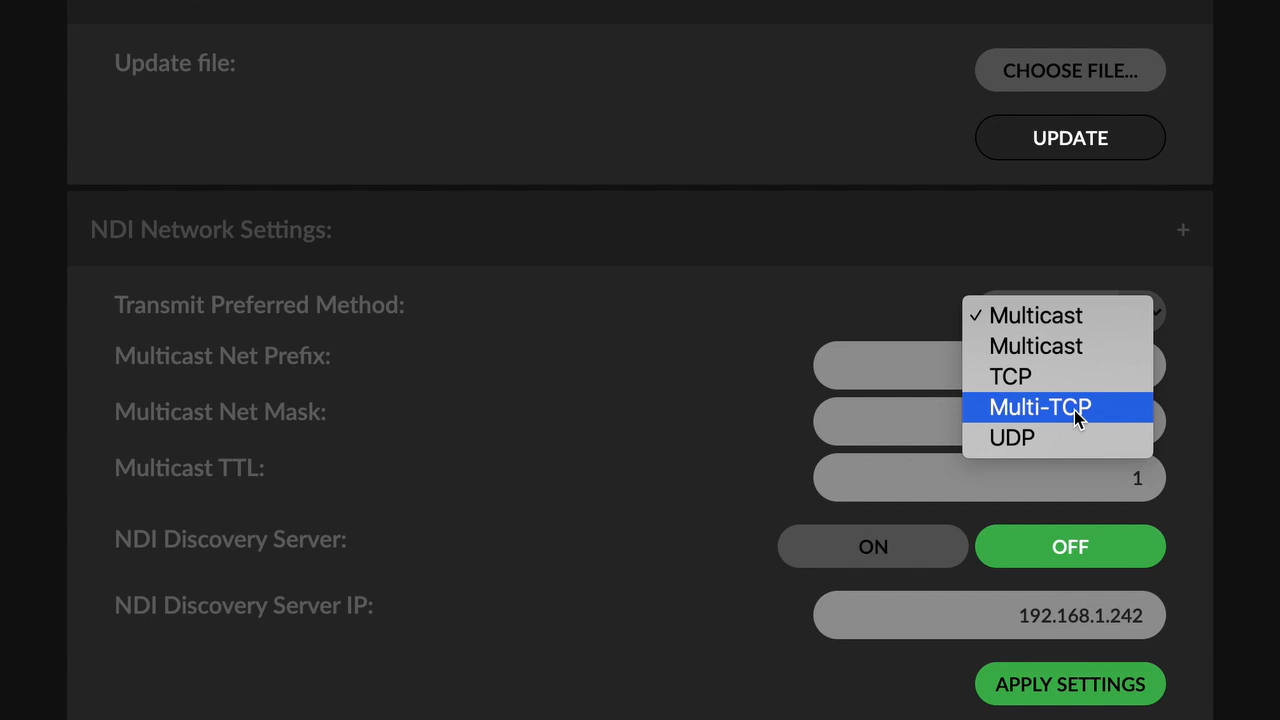 Update file:
CHOOSE FILE...
UPDATE
NDI Network Settings:
+
Transmit Preferred Method:
✓ Multicast
Multicast
TCP
Multi-TCP
UDP
Multicast Net Prefix:
Multicast Net Mask:
Multicast TTL:
1
NDI Discovery Server:
ON
OFF
NDI Discovery Server IP:
192.168.1.242
APPLY SETTINGS